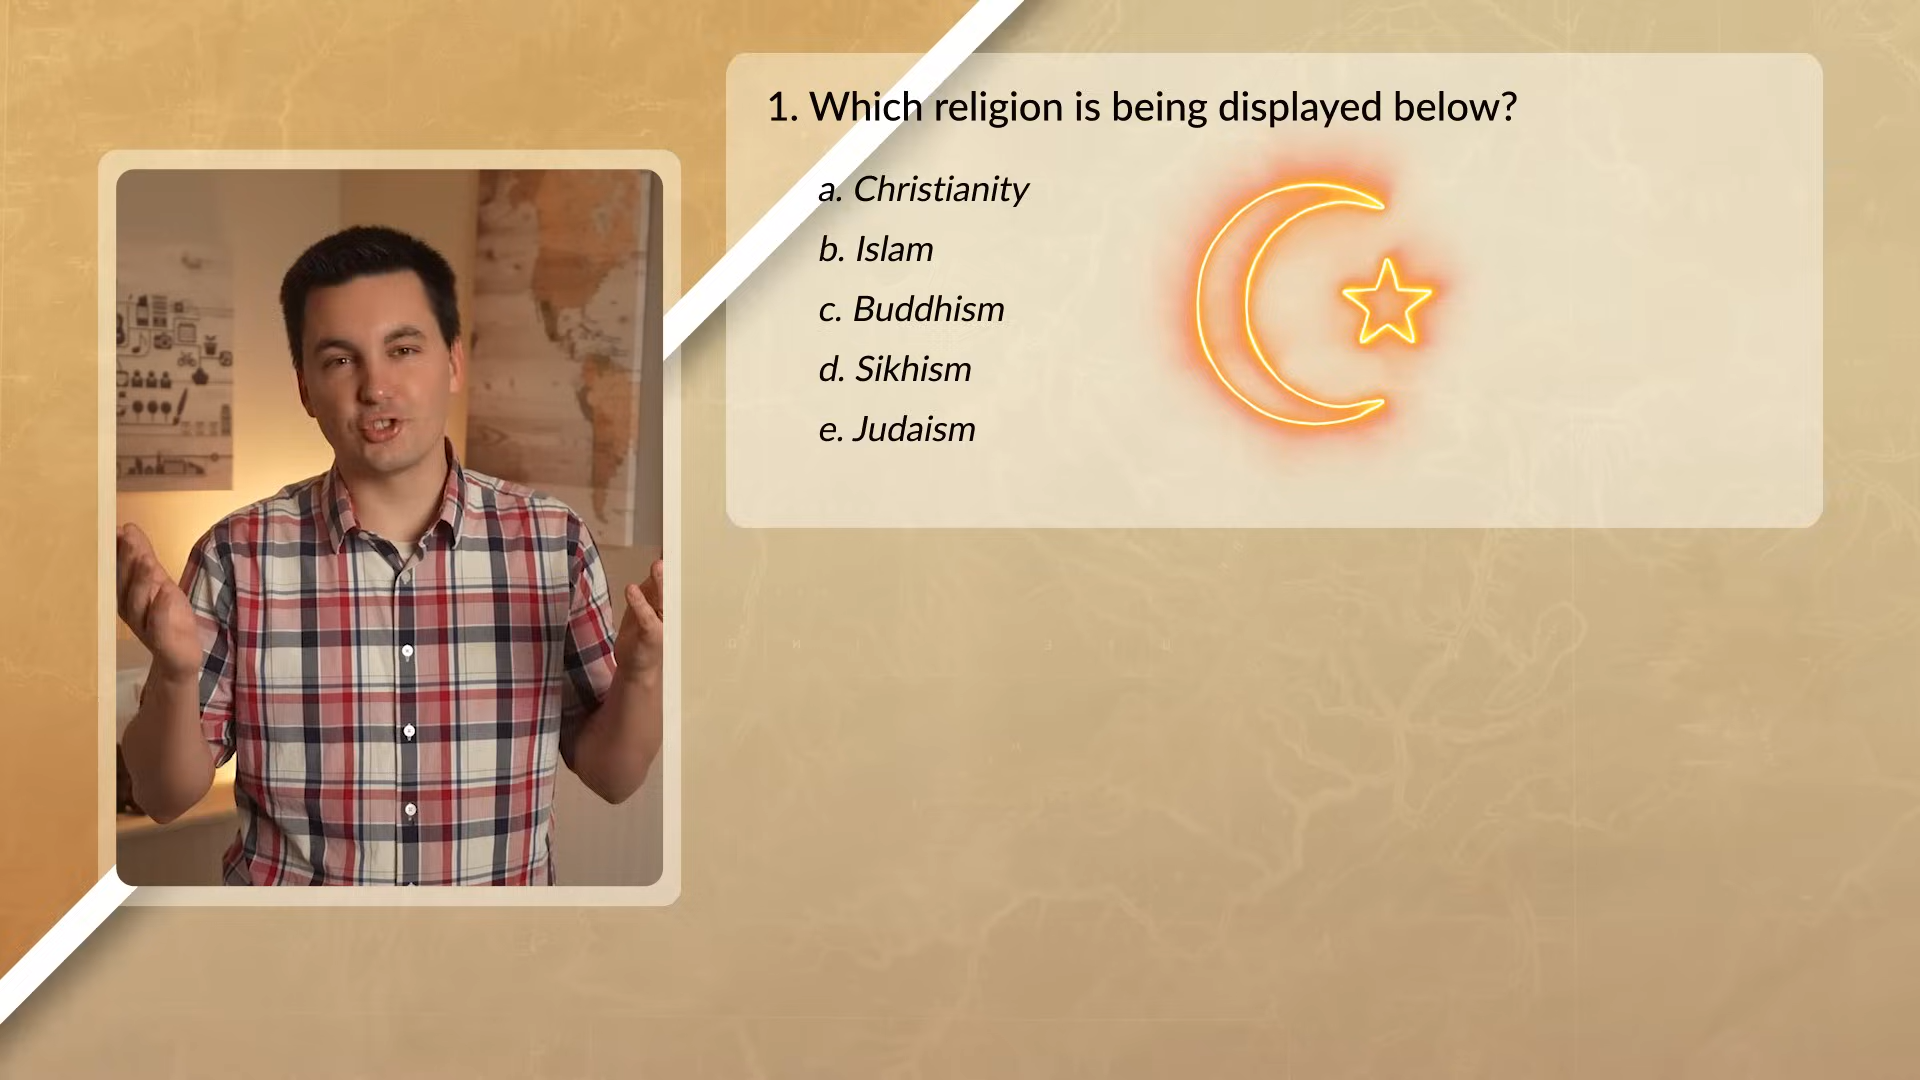 1. Which religion is being displayed below?
a. Christianity
b. Islam
c. Buddhism
d. Sikhism
e. Judaism